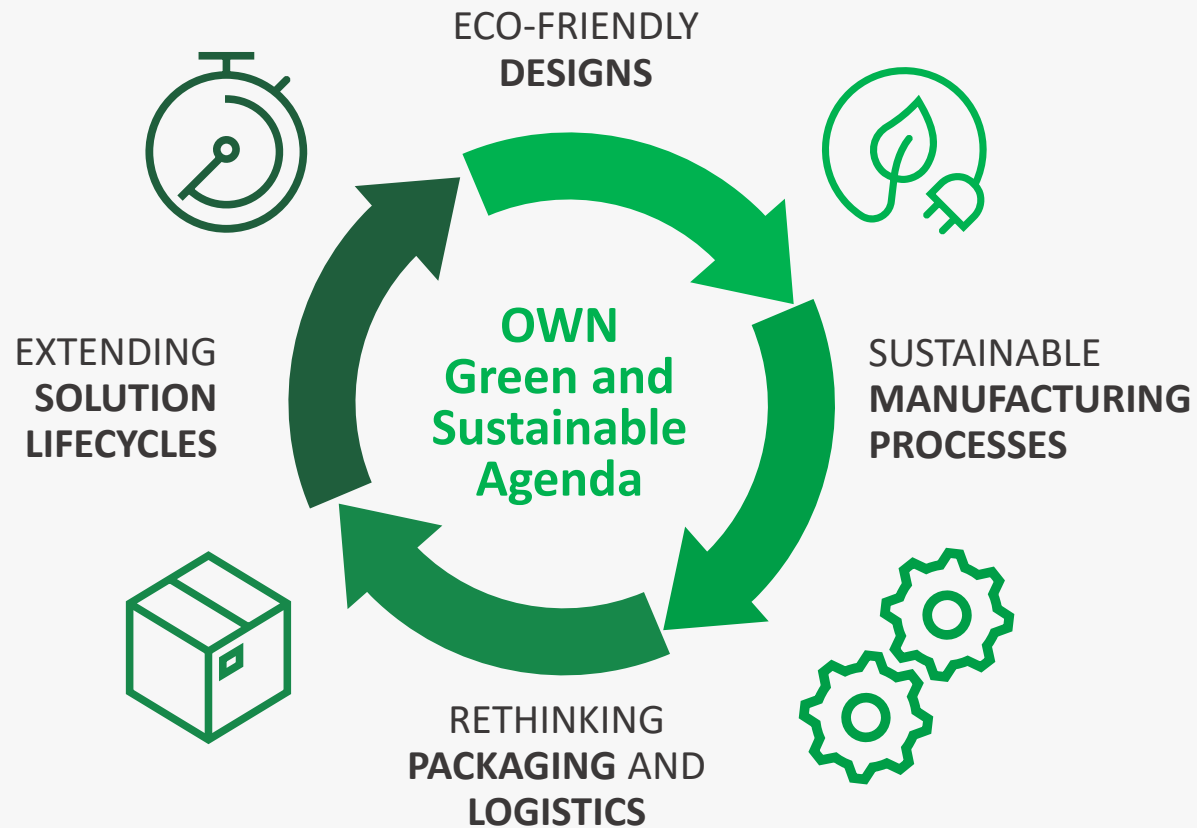 ECO-FRIENDLY
DESIGNS
SUSTAINABLE
MANUFACTURING
PROCESSES
RETHINKING
PACKAGING AND
LOGISTICS
EXTENDING
SOLUTION
LIFECYCLES
OWN
Green and
Sustainable
Agenda